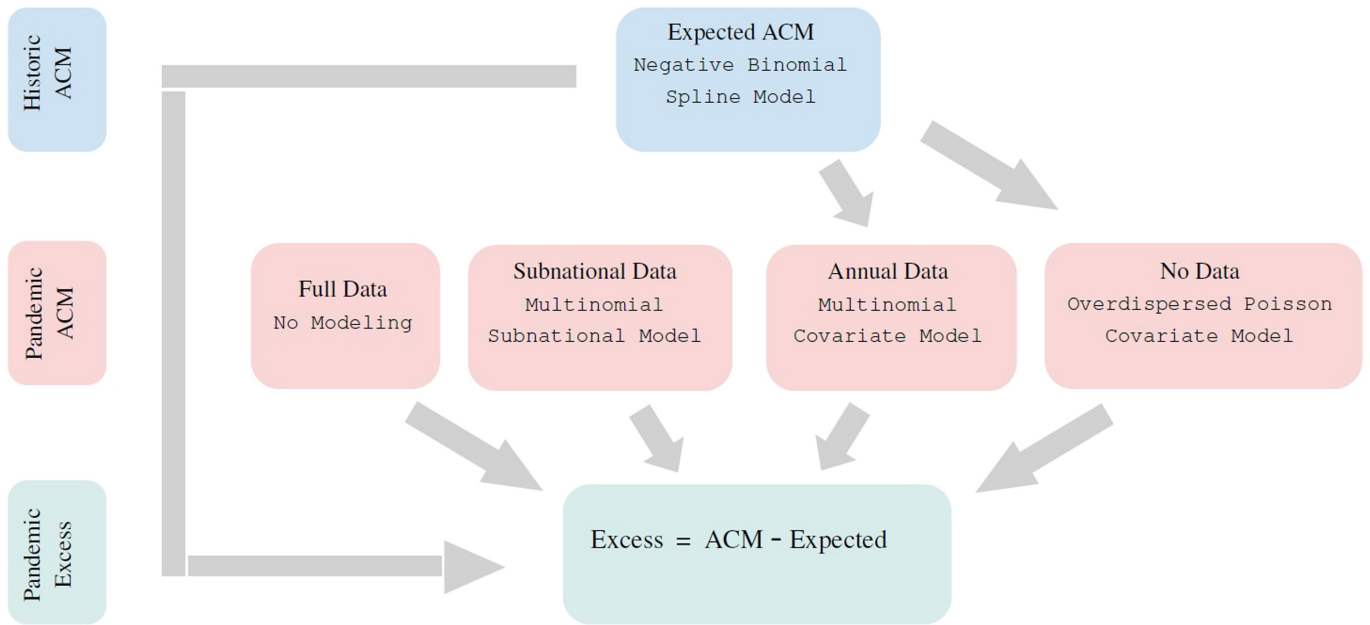 Historic
ACM
Expected ACM
Negative Binomial
Spline Model
Pandemic
ACM
Full Data
No Modeling
Subnational Data
Multinomial
Subnational Model
Annual Data
Multinomial
Covariate Model
No Data
Overdispersed Poisson
Covariate Model
Pandemic
Excess
Excess = ACM - Expected